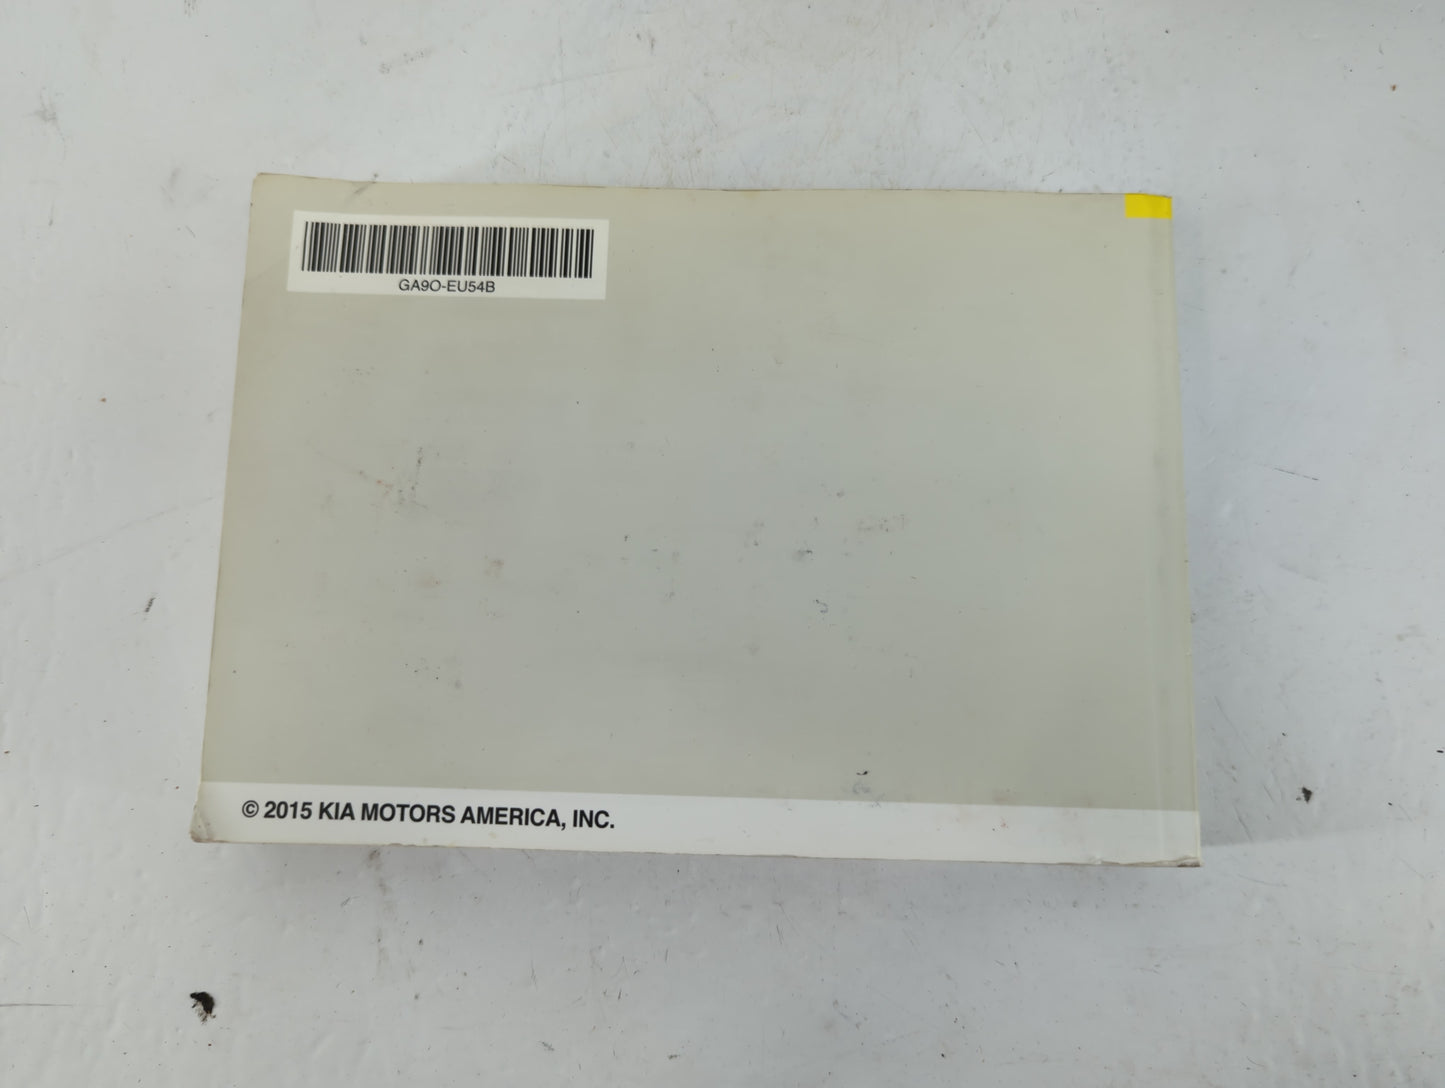 GA9O-EU54B
© 2015 KIA MOTORS AMERICA, INC.